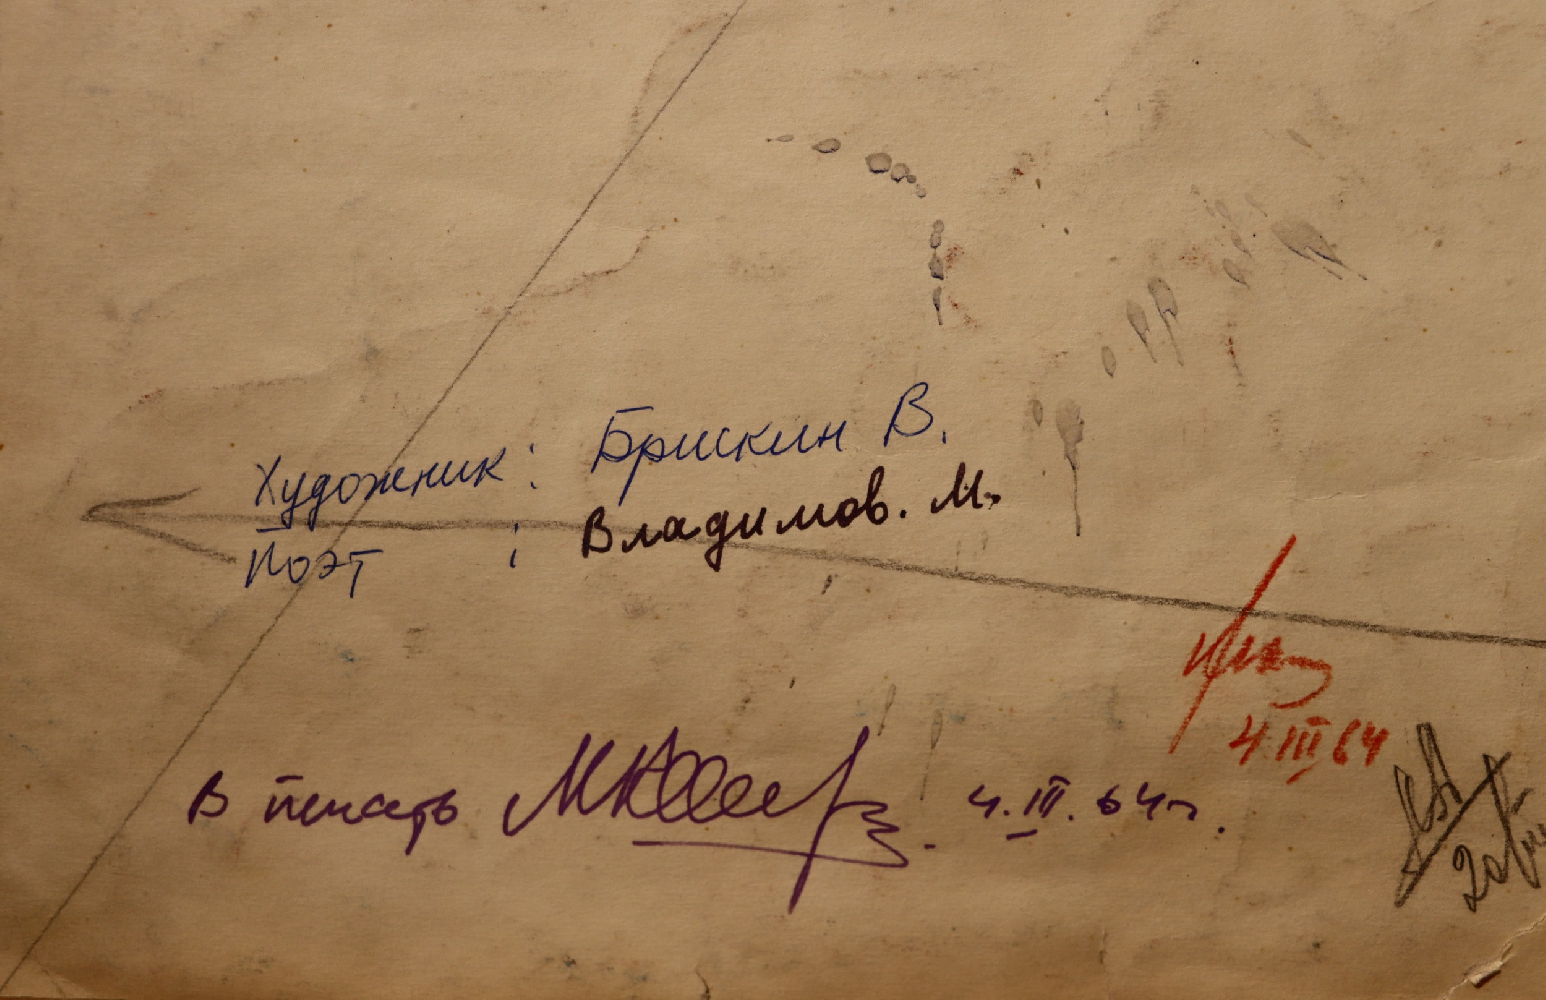 Художник: Брискин В.
Поэт : Владимов. М.
В печать 4.III.64г.
4.III 64